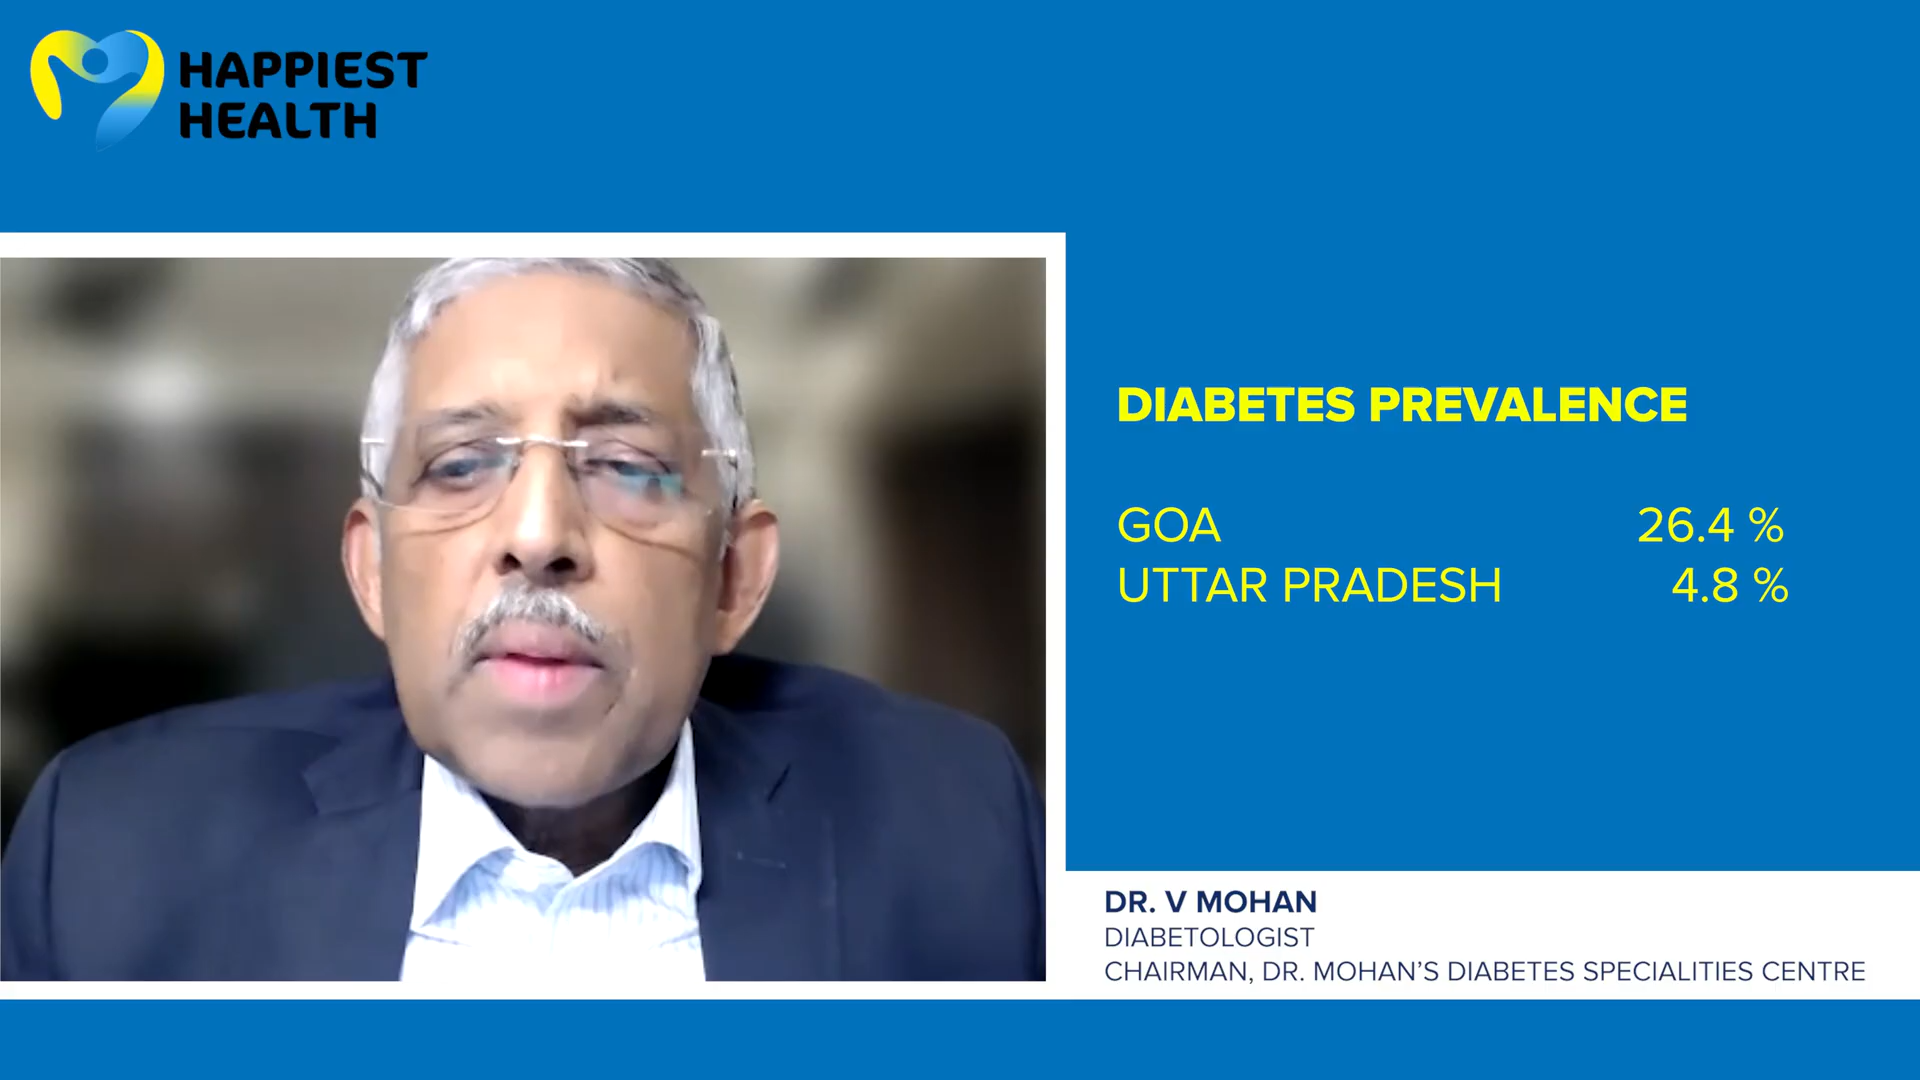 HAPPIEST
HEALTH
DIABETES PREVALENCE
GOA 26.4 %
UTTAR PRADESH 4.8 %
DR. V MOHAN
DIABETOLOGIST
CHAIRMAN, DR. MOHAN'S DIABETES SPECIALITIES CENTRE